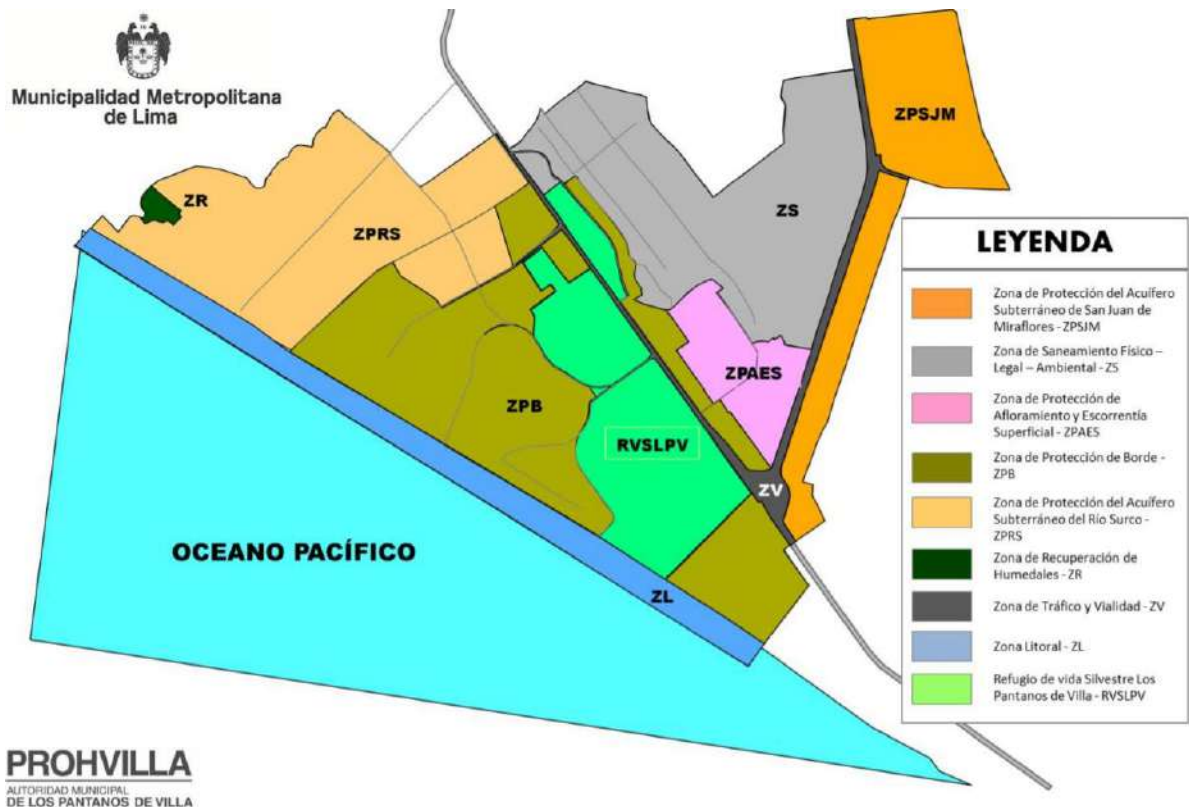 Municipalidad Metropolitana
de Lima
ZPSJM
ZR
ZPRS
ZS
ZPAES
ZPB
RVSLPV
ZV
OCEANO PACÍFICO
ZL
LEYENDA
Zona de Protección del Acuífero
Subterráneo de San Juan de
Miraflores - ZPSJM
Zona de Saneamiento Físico –
Legal – Ambiental - ZS
Zona de Protección de
Afloramiento y Escorrentía
Superficial - ZPAES
Zona de Protección de Borde -
ZPB
Zona de Protección del Acuífero
Subterráneo del Río Surco -
ZPRS
Zona de Recuperación de
Humedales - ZR
Zona de Tráfico y Vialidad - ZV
Zona Litoral - ZL
Refugio de vida Silvestre Los
Pantanos de Villa - RVSLPV
PROHVILLA
AUTORIDAD MUNICIPAL
DE LOS PANTANOS DE VILLA